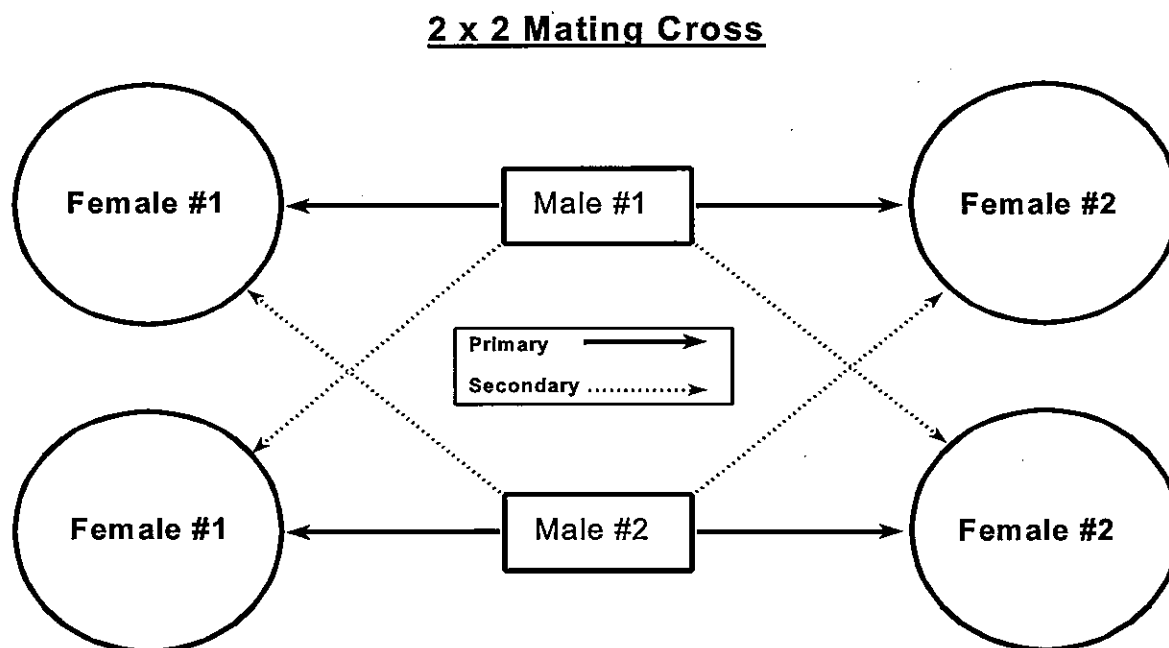 2 x 2 Mating Cross
Female #1
Male #1
Female #2
Primary
Secondary
Female #1
Male #2
Female #2